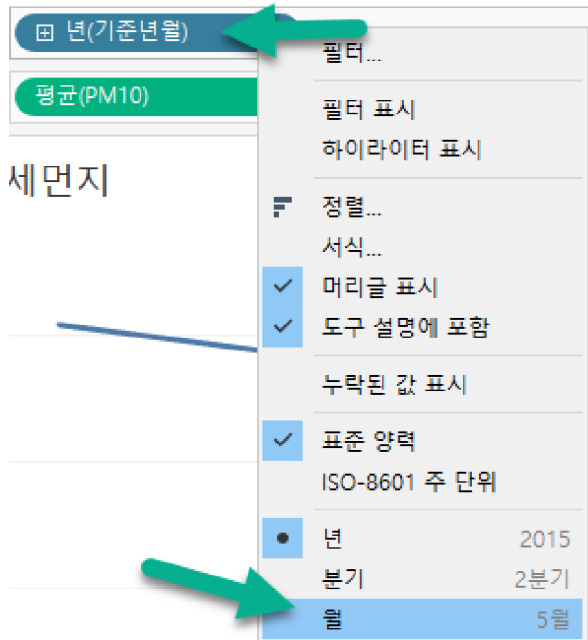 년(기준년월)
평균(PM10)
세먼지
필터...
필터 표시
하이라이터 표시
정렬...
서식...
머리글 표시
도구 설명에 포함
누락된 값 표시
표준 양력
ISO-8601 주 단위
년 2015
분기 2분기
월 5월